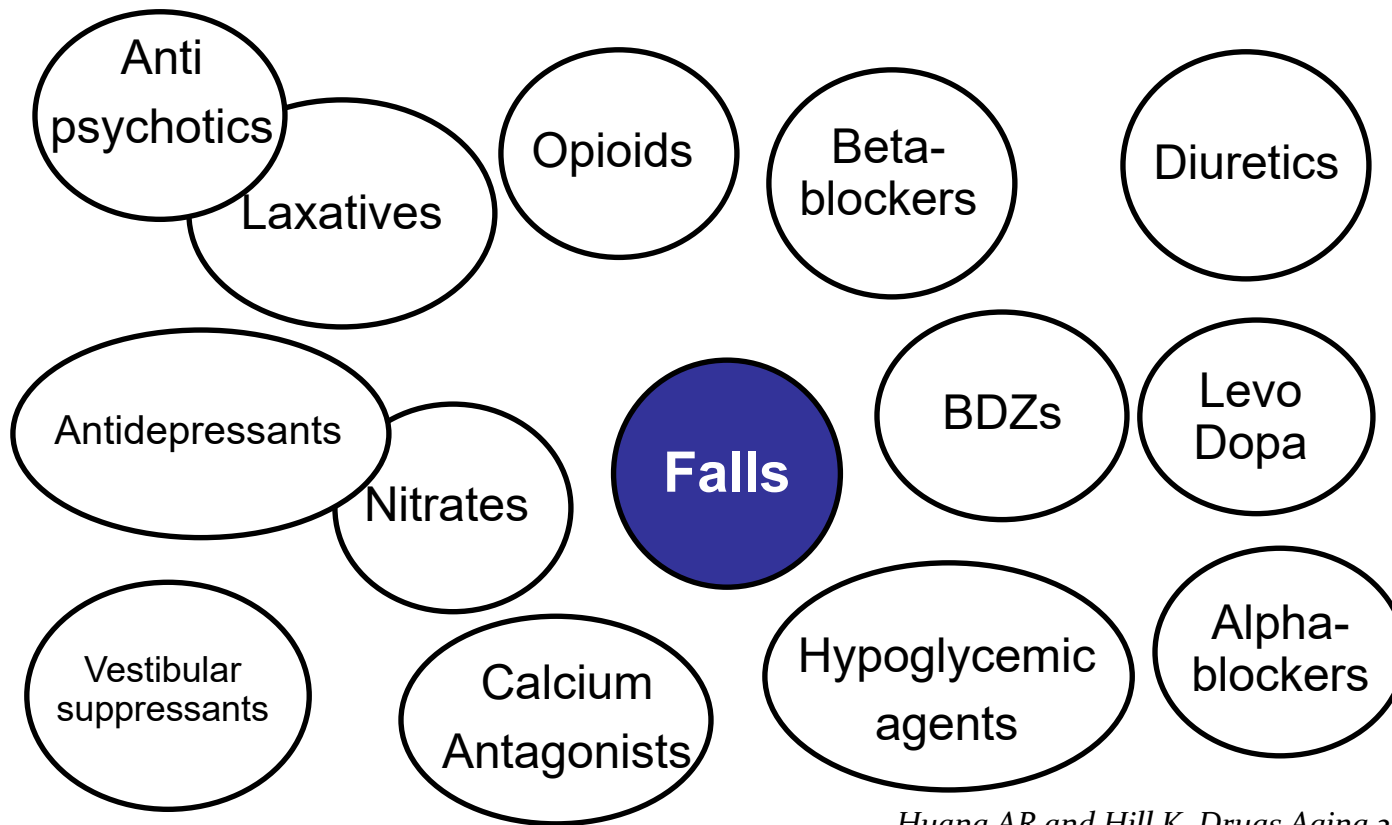 Anti
psychotics
Laxatives
Opioids
Beta-
blockers
Diuretics
Antidepressants
Nitrates
Falls
BDZs
Levo
Dopa
Vestibular
suppressants
Calcium
Antagonists
Hypoglycemic
agents
Alpha-
blockers
Huang AR and Hill K. Drugs Aging